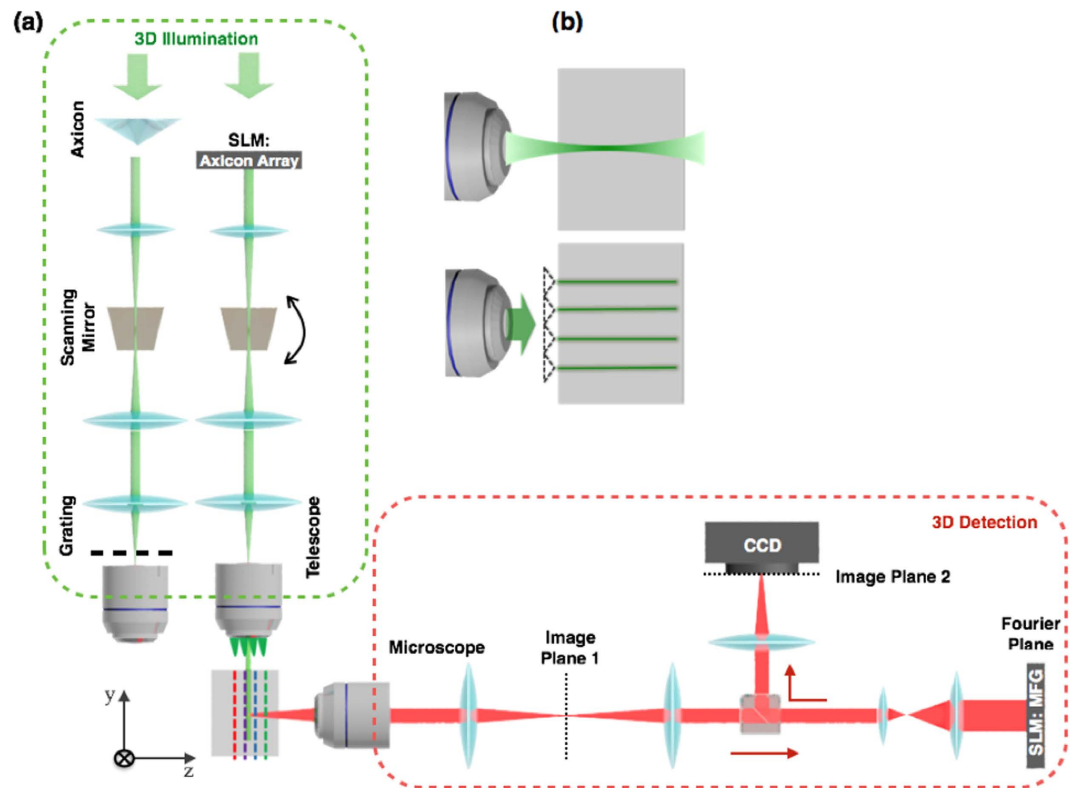 (a)
3D Illumination
Axicon
SLM:
Axicon Array
Scanning
Mirror
Grating
Telescope
(b)
3D Detection
CCD
Image Plane 2
Microscope
Image
Plane 1
Fourier
Plane
SLM: MFG
y
z